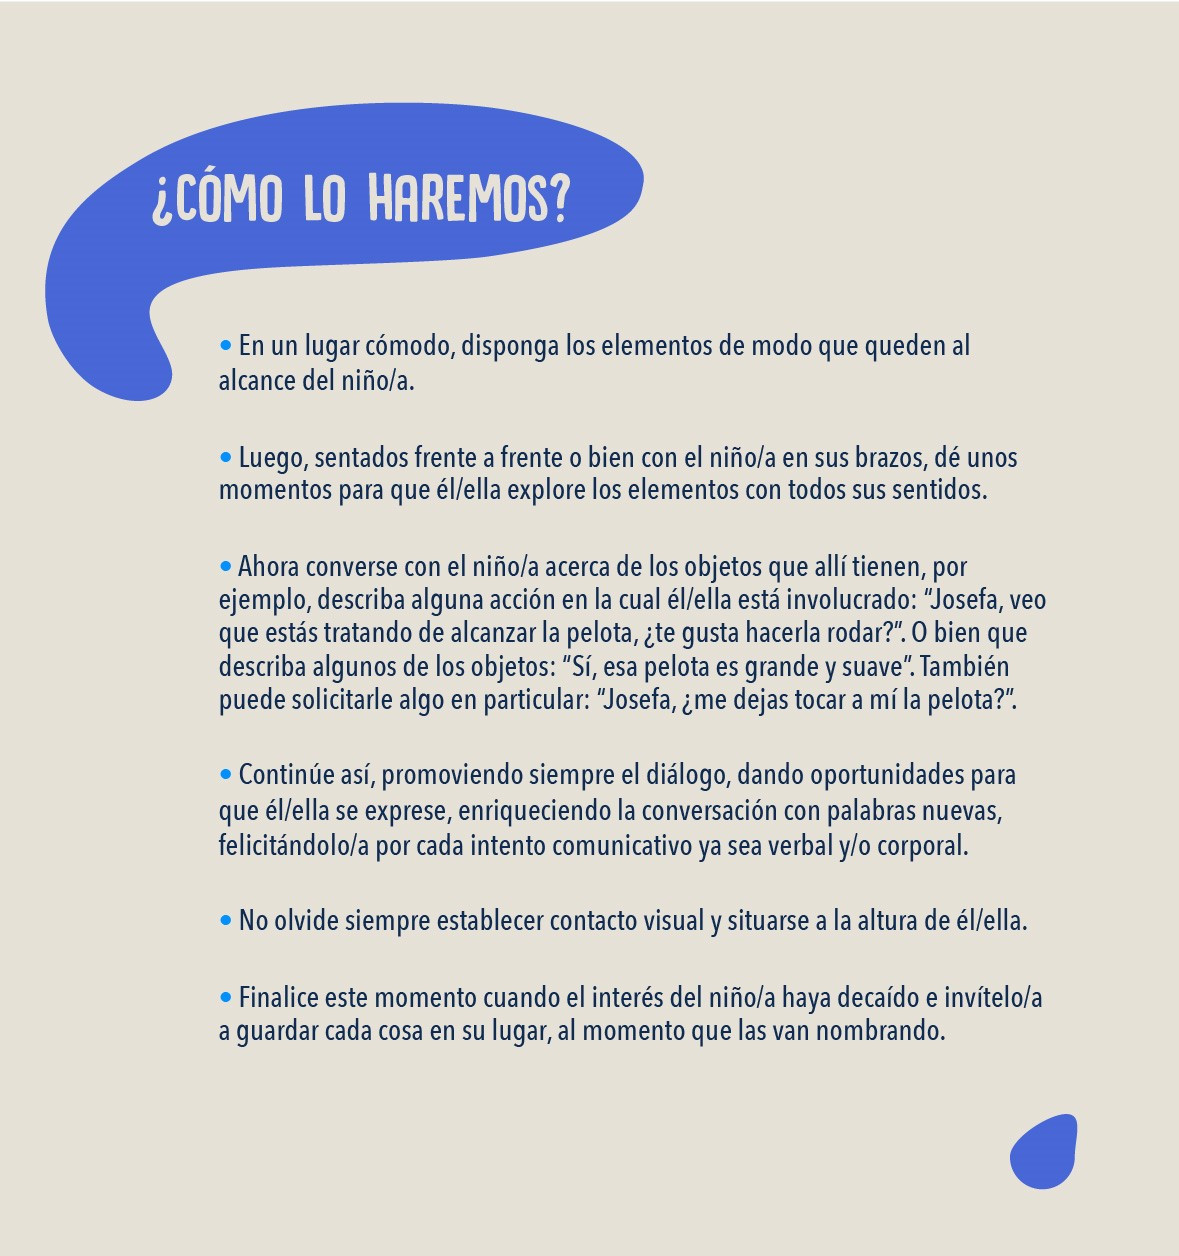 ¿CÓMO LO HAREMOS?
• En un lugar cómodo, disponga los elementos de modo que queden al
alcance del niño/a.
• Luego, sentados frente a frente o bien con el niño/a en sus brazos, dé unos
momentos para que él/ella explore los elementos con todos sus sentidos.
• Ahora converse con el niño/a acerca de los objetos que allí tienen, por
ejemplo, describa alguna acción en la cual él/ella está involucrado: “Josefa, veo
que estás tratando de alcanzar la pelota, ¿te gusta hacerla rodar?”. O bien que
describa algunos de los objetos: “Sí, esa pelota es grande y suave”. También
puede solicitarle algo en particular: “Josefa, ¿me dejas tocar a mí la pelota?”.
• Continúe así, promoviendo siempre el diálogo, dando oportunidades para
que él/ella se exprese, enriqueciendo la conversación con palabras nuevas,
felicitándolo/a por cada intento comunicativo ya sea verbal y/o corporal.
• No olvide siempre establecer contacto visual y situarse a la altura de él/ella.
• Finalice este momento cuando el interés del niño/a haya decaído e invítelo/a
a guardar cada cosa en su lugar, al momento que las van nombrando.